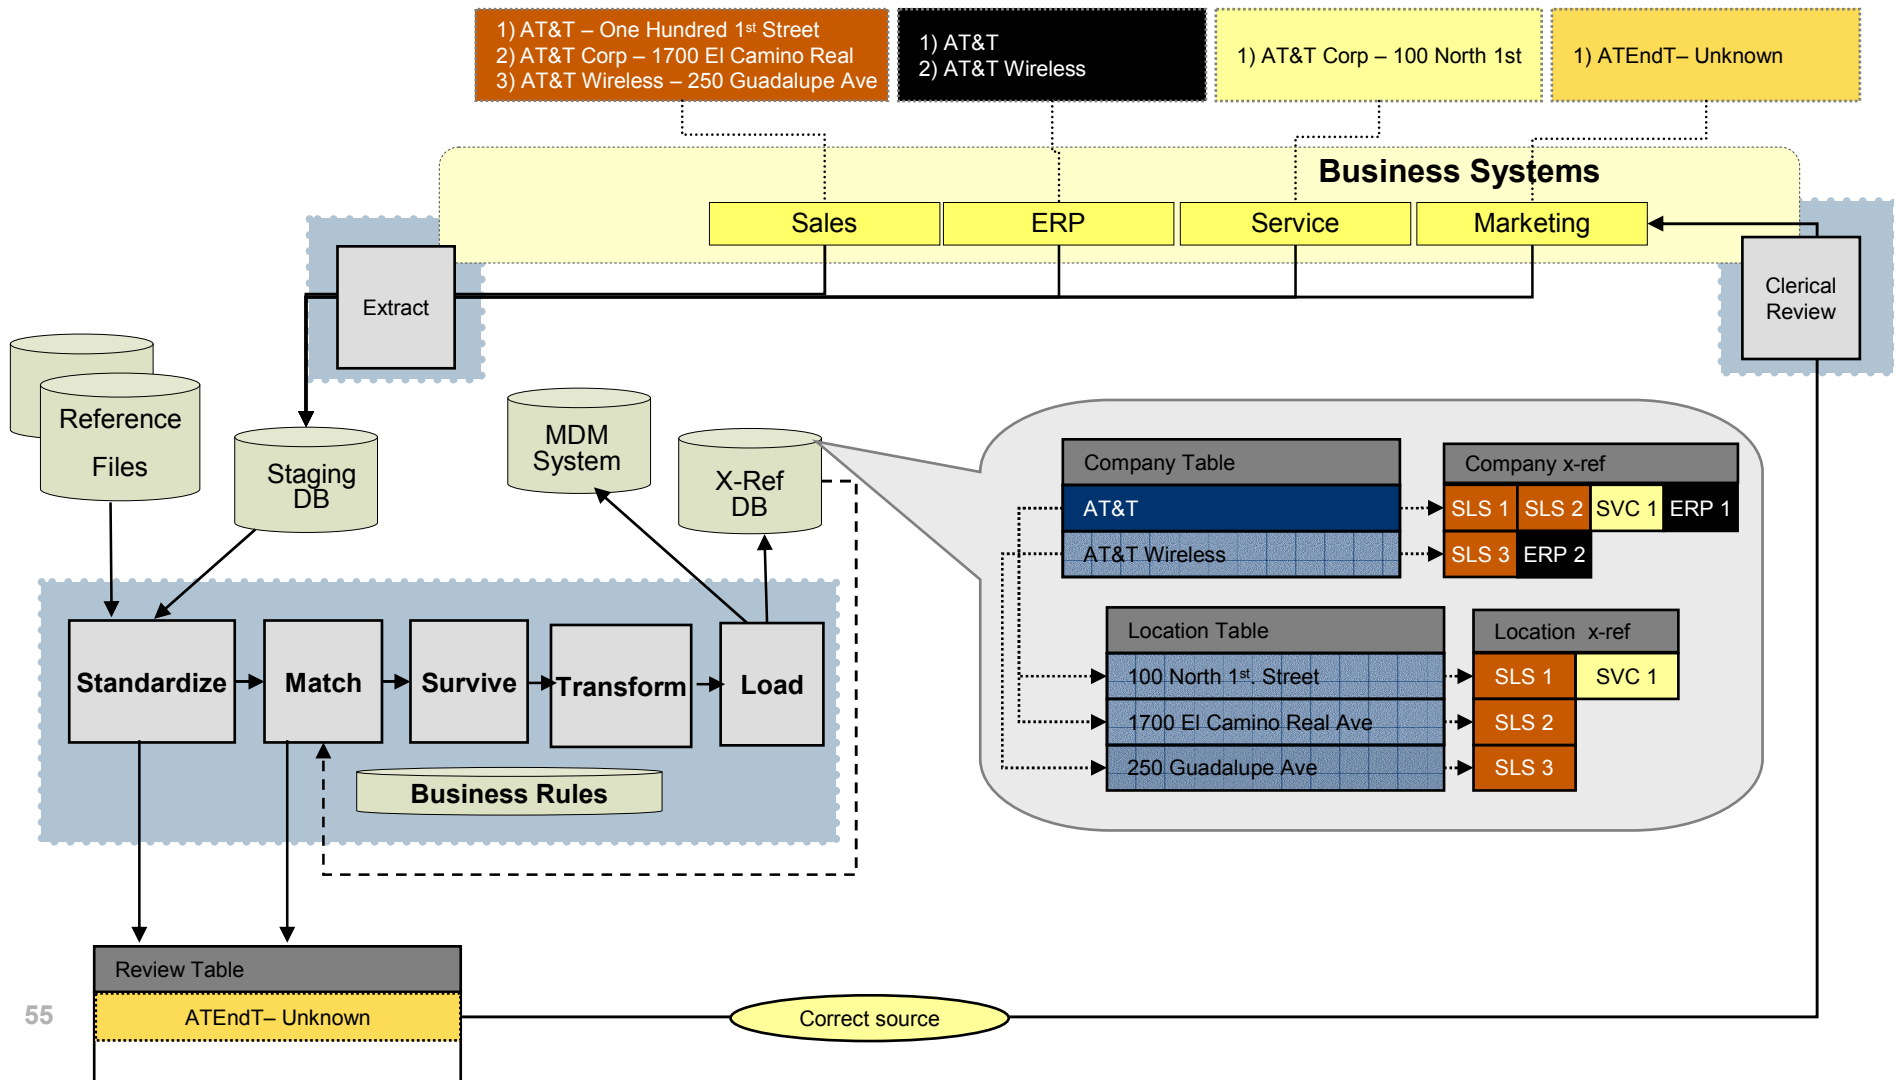 1) AT&T – One Hundred 1st Street
2) AT&T Corp – 1700 El Camino Real
3) AT&T Wireless – 250 Guadalupe Ave
1) AT&T
2) AT&T Wireless
1) AT&T Corp – 100 North 1st
1) ATEndT– Unknown
Business Systems
Sales
ERP
Service
Marketing
Extract
Clerical
Review
Reference
Files
Staging
DB
MDM
System
X-Ref
DB
Company Table
AT&T
AT&T Wireless
Company x-ref
SLS 1 SLS 2 SVC 1 ERP 1
SLS 3 ERP 2
Location Table
100 North 1st. Street
1700 El Camino Real Ave
250 Guadalupe Ave
Location x-ref
SLS 1 SVC 1
SLS 2
SLS 3
Standardize
Match
Survive
Transform
Load
Business Rules
Review Table
ATEndT– Unknown
Correct source
55